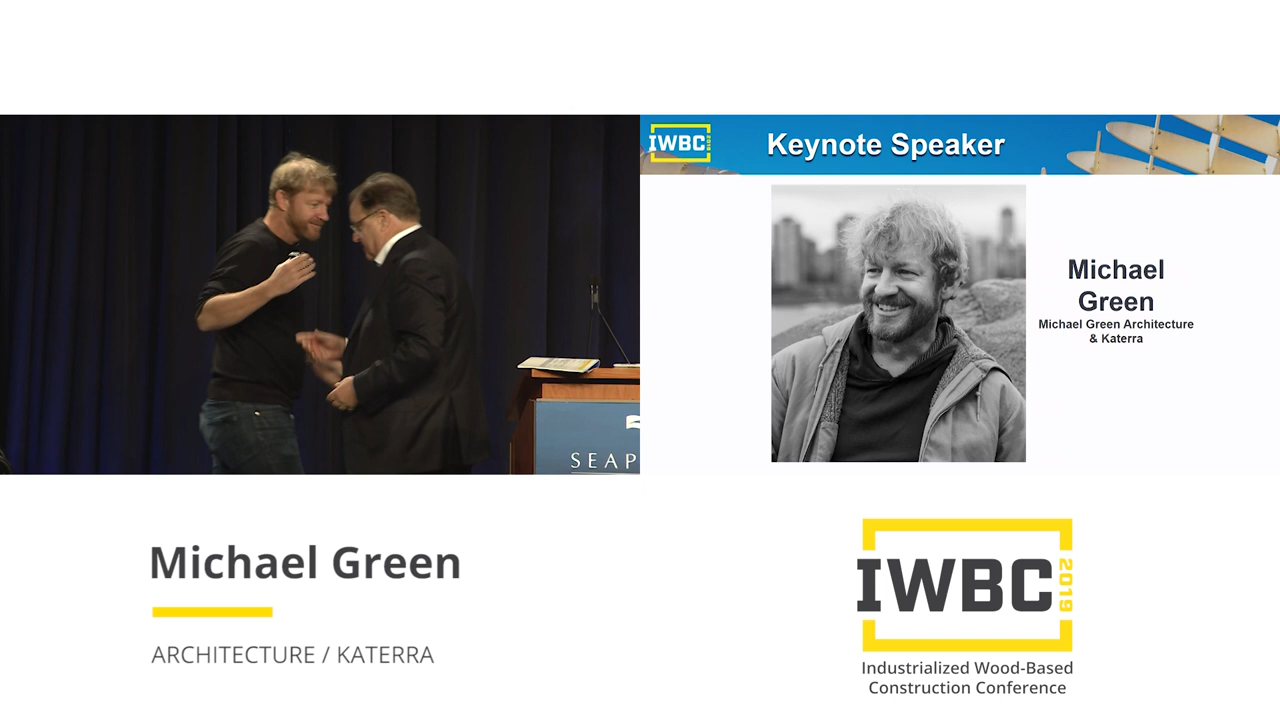 IWBC 2019
Keynote Speaker
Michael
Green
Michael Green Architecture
& Katerra
Michael Green
ARCHITECTURE / KATERRA
IWBC 2019
Industrialized Wood-Based
Construction Conference